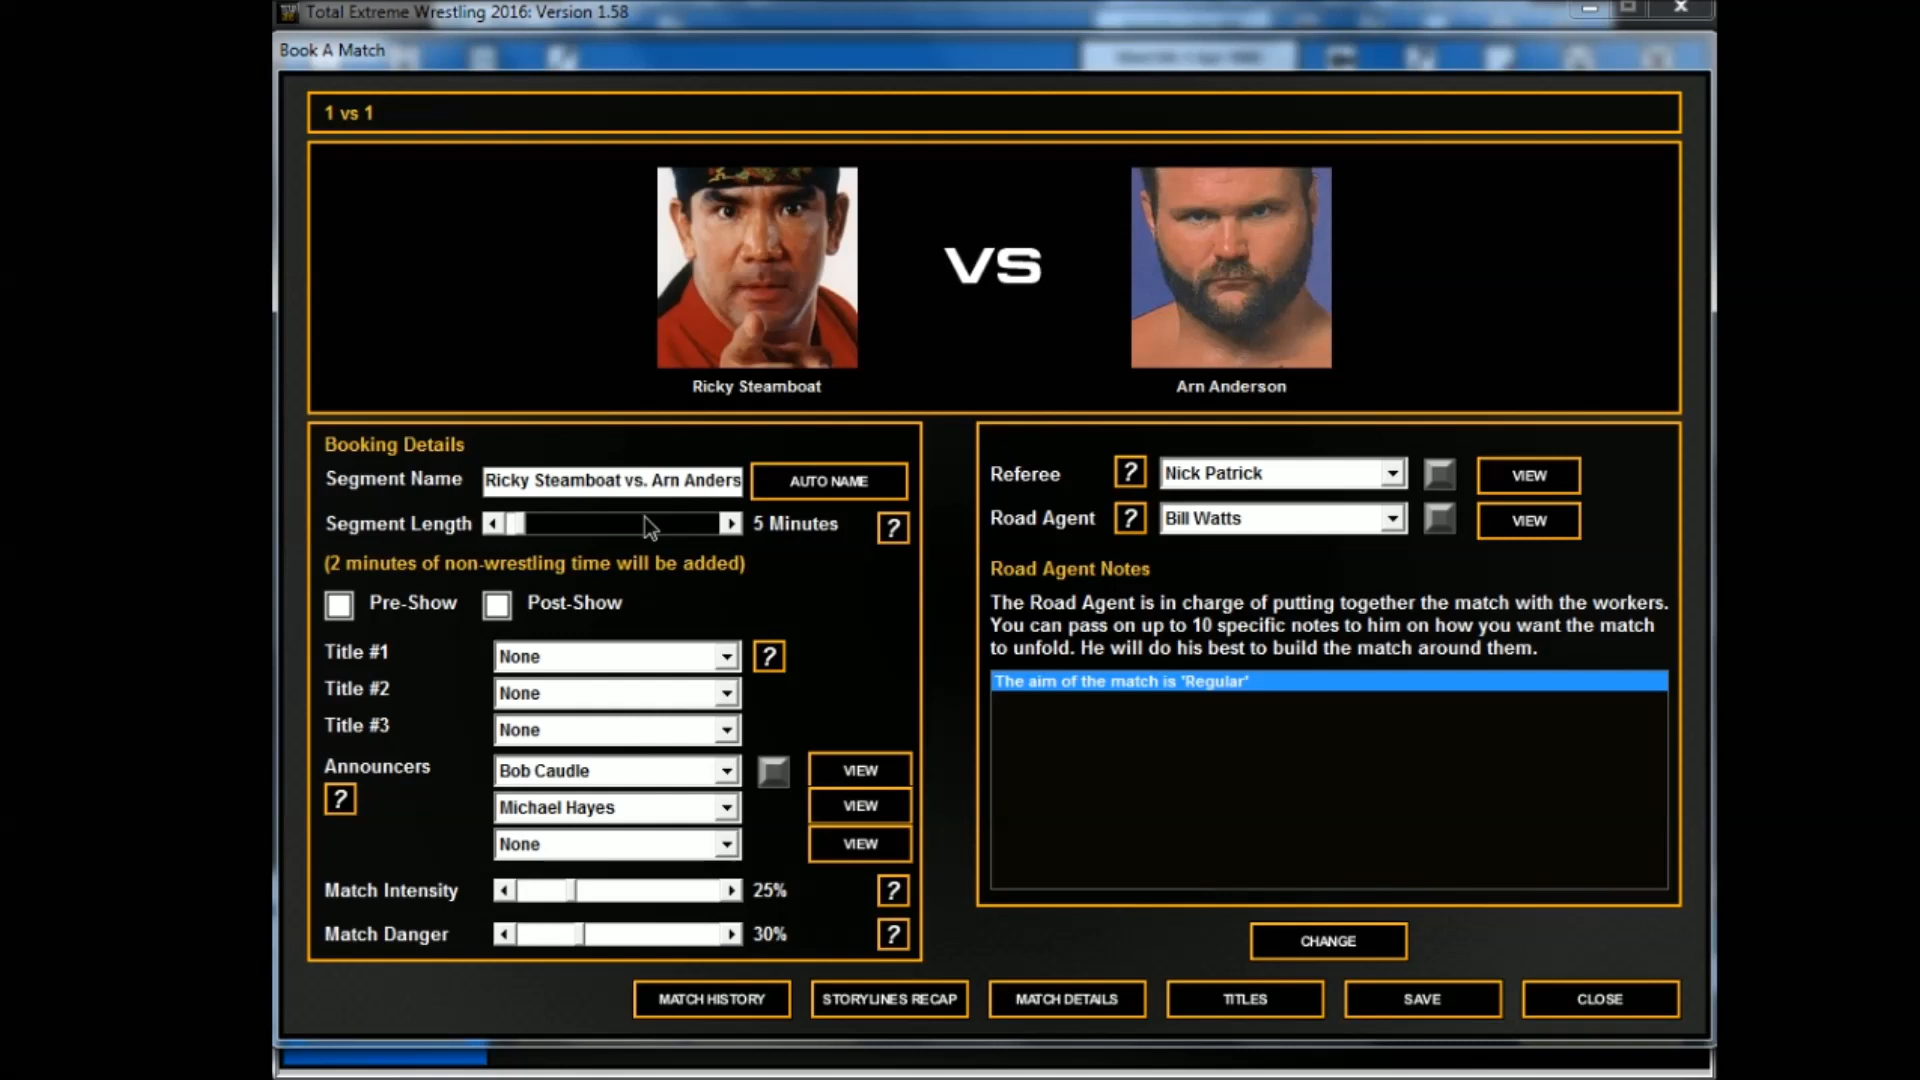 Total Extreme Wrestling 2016: Version 1.58
Book A Match
1 vs 1
VS
Ricky Steamboat
Arn Anderson
Booking Details
Segment Name
Ricky Steamboat vs. Arn Anders
AUTO NAME
Segment Length
5 Minutes
?
(2 minutes of non-wrestling time will be added)
Pre-Show
Post-Show
Title #1
None
?
Title #2
None
Title #3
None
Announcers
?
Bob Caudle
VIEW
Michael Hayes
VIEW
None
VIEW
Match Intensity
25%
?
Match Danger
30%
?
Referee
?
Nick Patrick
VIEW
Road Agent
?
Bill Watts
VIEW
Road Agent Notes
The Road Agent is in charge of putting together the match with the workers.
You can pass on up to 10 specific notes to him on how you want the match
to unfold. He will do his best to build the match around them.
The aim of the match is 'Regular'
CHANGE
MATCH HISTORY
STORYLINES RECAP
MATCH DETAILS
TITLES
SAVE
CLOSE